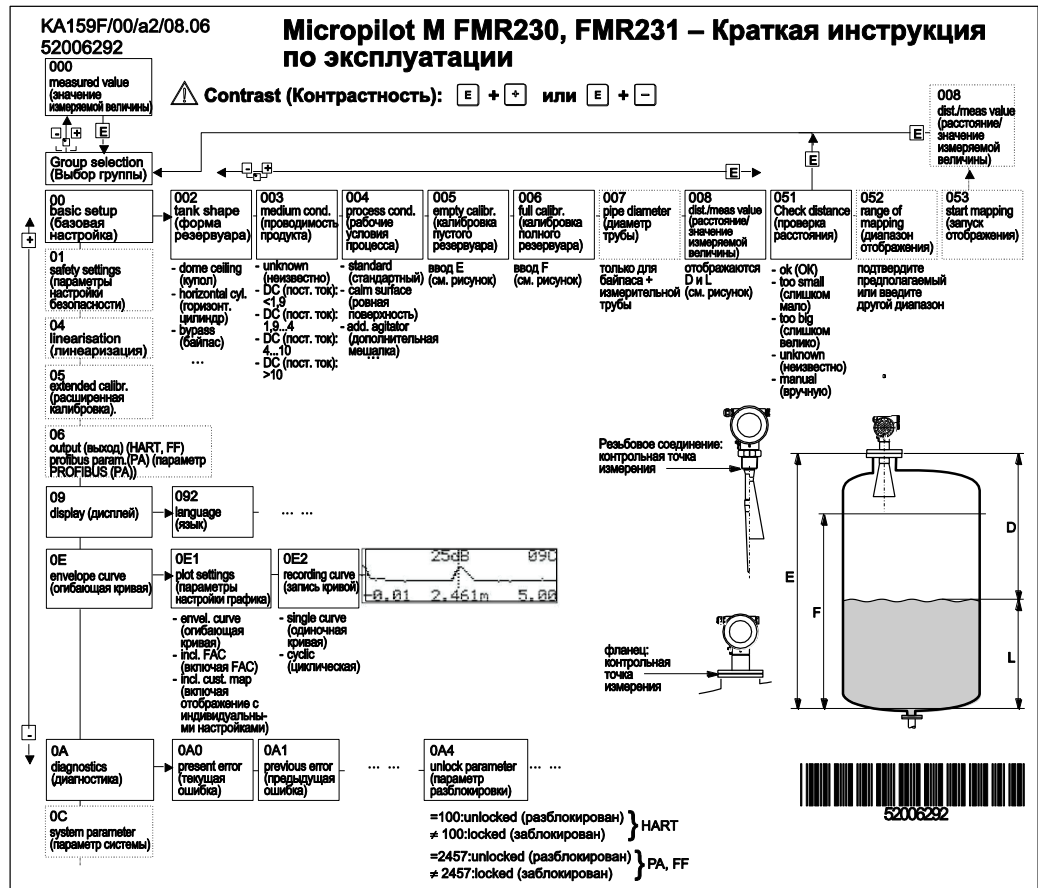 KA159F/00/a2/08.06
52006292
Micropilot M FMR230, FMR231 – Краткая инструкция
по эксплуатации
000
measured value
(значение
измеряемой величины)
Contrast (Контрастность): E + + или E + −
008
dist./meas value
(расстояние/
значение
измеряемой
величины)
- +
E
E
E
E
- +
Group selection
(Выбор группы)
00
basic setup
(базовая
настройка)
002
tank shape
(форма
резервуара)
003
medium cond.
(проводимость
продукта)
004
process cond.
(рабочие
условия
процесса)
005
empty calibr.
(калибровка
пустого
резервуара)
006
full calibr.
(калибровка
полного
резервуара)
007
pipe diameter
(диаметр
трубы)
008
dist./meas value
(расстояние/
значение
измеряемой
величины)
051
Check distance
(проверка
расстояния)
052
range of
mapping
(диапазон
отображения)
053
start mapping
(запуск
отображения)
+
- dome ceiling
(купол)
- horizontal cyl.
(горизонт.
цилиндр)
- bypass
(байпас)
...
- unknown
(неизвестно)
- DC (пост. ток):
<1,9
- DC (пост. ток):
1,9...4
- DC (пост. ток):
4...10
- DC (пост. ток):
>10
- standard
(стандартный)
- calm surface
(ровная
поверхность)
- add. agitator
(дополнительная
мешалка)
...
ввод E
(см. рисунок)
ввод F
(см. рисунок)
только для
байпаса +
измерительной
трубы
отображаются
D и L
(см. рисунок)
- ok (OK)
- too small
(слишком
мало)
- too big
(слишком
велико)
- unknown
(неизвестно)
- manual
(вручную)
подтвердите
предполагаемый
или введите
другой диапазон
01
safety settings
(параметры
настройки
безопасности)
04
linearisation
(линеаризация)
05
extended calibr.
(расширенная
калибровка).
06
output (выход) (HART, FF)
profibus param.(PA) (параметр
PROFIBUS (PA))
Резьбовое соединение:
контрольная точка
измерения
09
display (дисплей)
092
language
(язык)
... ...
D
E
F
L
0E
envelope curve
(огибающая кривая)
0E1
plot settings
(параметры
настройки графика)
0E2
recording curve
(запись кривой)
25dB 09C
-0.01 2.461m 5.00
- envel. curve
(огибающая
кривая)
- incl. FAC
(включая FAC)
- incl. cust. map
(включая
отображение с
индивидуальны-
ми настройками)
- single curve
(одиночная
кривая)
- cyclic
(циклическая)
фланец:
контрольная
точка
измерения
-
0A
diagnostics
(диагностика)
0A0
present error
(текущая
ошибка)
0A1
previous error
(предыдущая
ошибка)
... ...
0A4
unlock parameter
(параметр
разблокировки)
... ...
0C
system parameter
(параметр системы)
=100:unlocked (разблокирован)
≠ 100:locked (заблокирован)
} HART
=2457:unlocked (разблокирован)
≠ 2457:locked (заблокирован)
} PA, FF
52006292